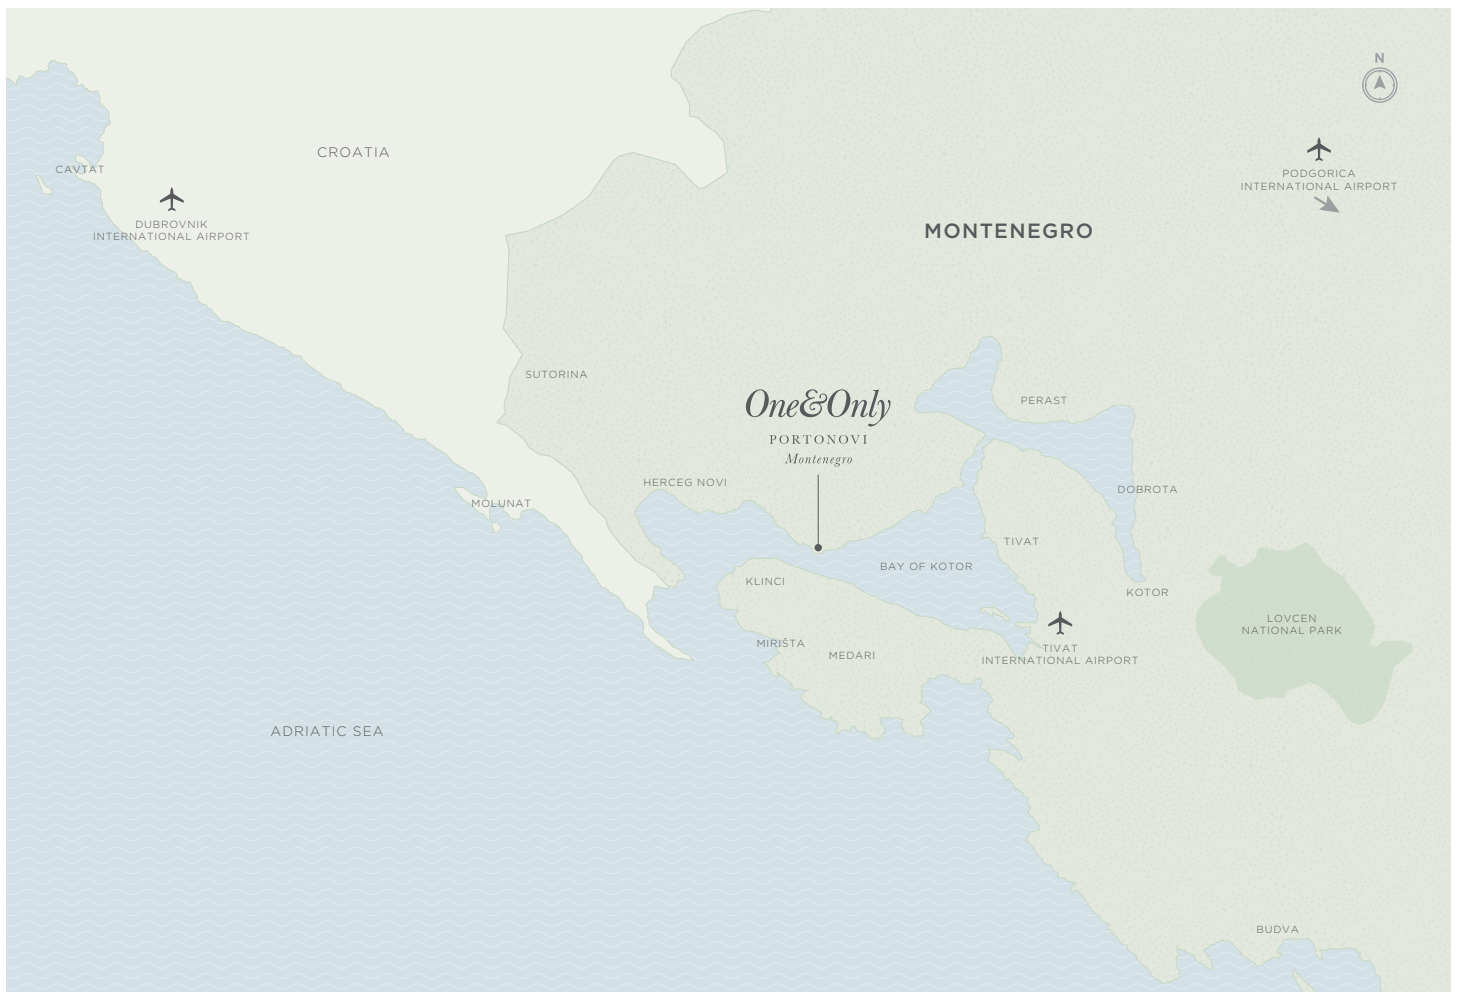 N
CROATIA
CAVTAT
PODGORICA
INTERNATIONAL AIRPORT
DUBROVNIK
INTERNATIONAL AIRPORT
MONTENEGRO
SUTORINA
One&Only
PORTONOVI
Montenegro
PERAST
HERCEG NOVI
DOBROTA
MOLUNAT
TIVAT
BAY OF KOTOR
KLINCI
KOTOR
LOVCEN
NATIONAL PARK
MIRIŠTA
MEDARI
TIVAT
INTERNATIONAL AIRPORT
ADRIATIC SEA
BUDVA